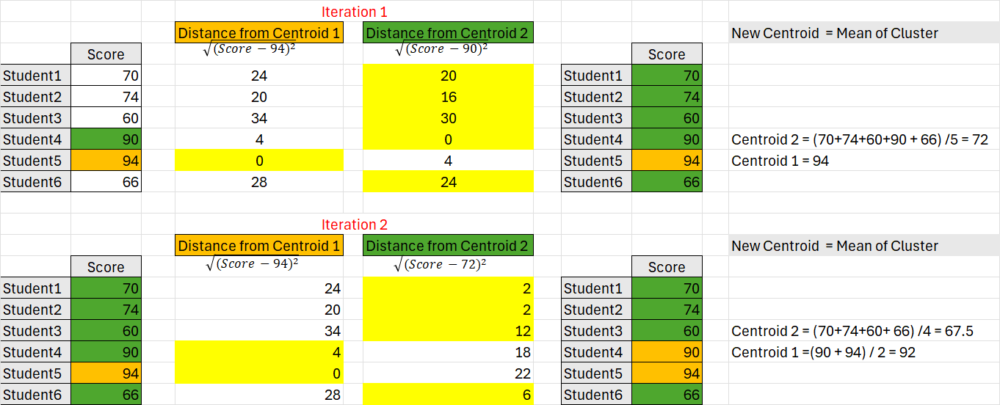 Iteration 1
Distance from Centroid 1 Distance from Centroid 2 New Centroid = Mean of Cluster
Score √(Score − 94)² √(Score − 90)² Score
Student1 70 24 20 Student1 70
Student2 74 20 16 Student2 74
Student3 60 34 30 Student3 60
Student4 90 4 0 Student4 90 Centroid 2 = (70+74+60+90 + 66) /5 = 72
Student5 94 0 4 Student5 94 Centroid 1 = 94
Student6 66 28 24 Student6 66
Iteration 2
Distance from Centroid 1 Distance from Centroid 2 New Centroid = Mean of Cluster
Score √(Score − 94)² √(Score − 72)² Score
Student1 70 24 2 Student1 70
Student2 74 20 2 Student2 74
Student3 60 34 12 Student3 60 Centroid 2 = (70+74+60+ 66) /4 = 67.5
Student4 90 4 18 Student4 90 Centroid 1 =(90 + 94) / 2 = 92
Student5 94 0 22 Student5 94
Student6 66 28 6 Student6 66